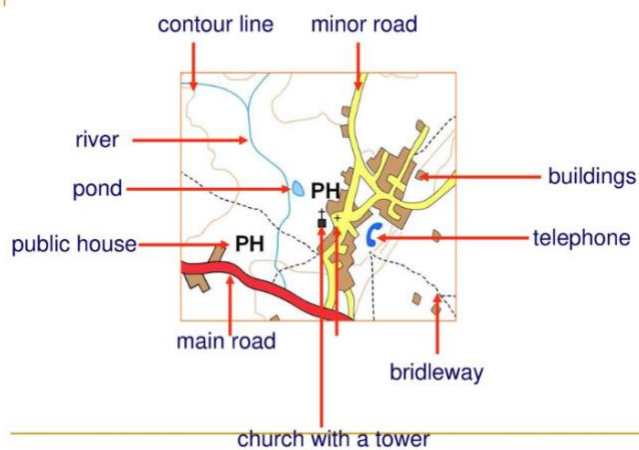 contour line
minor road
river
pond
PH
buildings
public house
PH
telephone
main road
bridleway
church with a tower